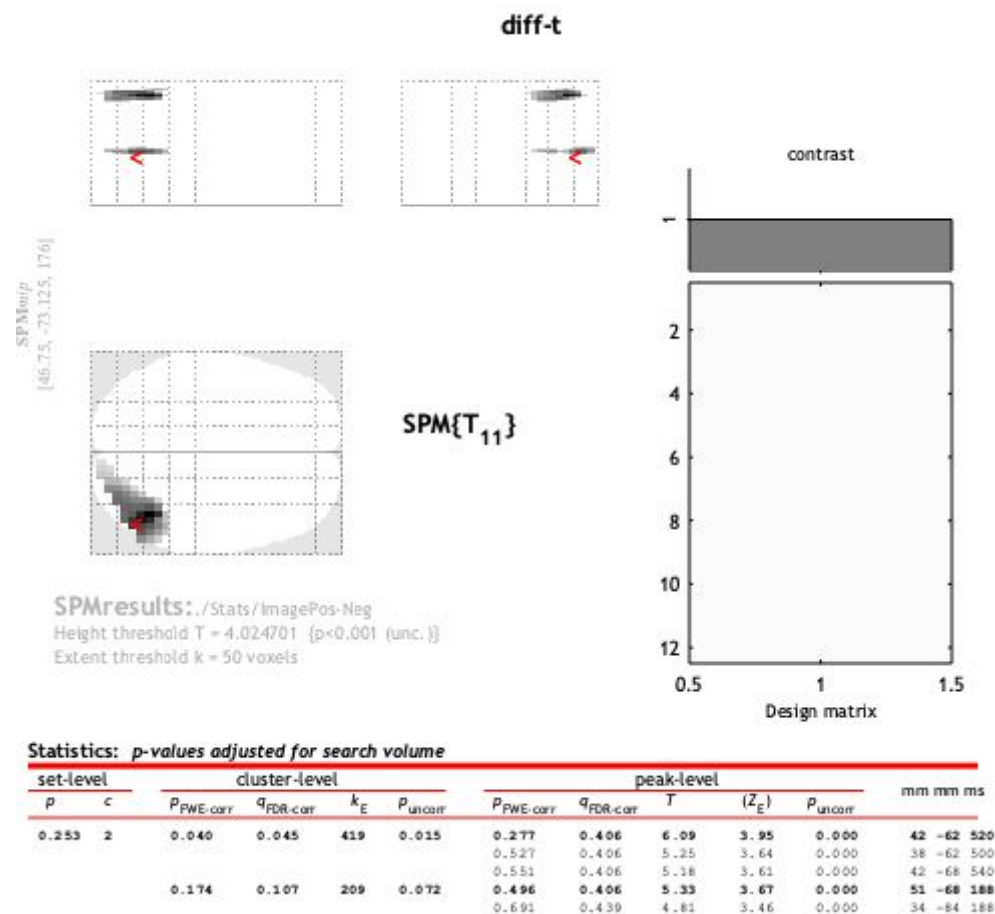 diff-t
contrast
1
SPMmip
[46.75, -73.125, 176]
SPM{T11}
2
4
6
8
10
12
0.5 1 1.5
Design matrix
SPMresults: ./Stats/ImagePos-Neg
Height threshold T = 4.024701 {p<0.001 (unc.)}
Extent threshold k = 50 voxels
Statistics: p-values adjusted for search volume
set-level cluster-level peak-level mm mm ms
p c pFWE-corr qFDR-corr kE puncorr pFWE-corr qFDR-corr T (ZE) puncorr
0.253 2 0.040 0.045 419 0.015 0.277 0.406 6.09 3.95 0.000 42 -62 520
0.527 0.406 5.25 3.64 0.000 38 -62 500
0.551 0.406 5.18 3.61 0.000 42 -68 540
0.174 0.107 209 0.072 0.496 0.406 5.33 3.67 0.000 51 -68 188
0.691 0.439 4.81 3.46 0.000 34 -84 188